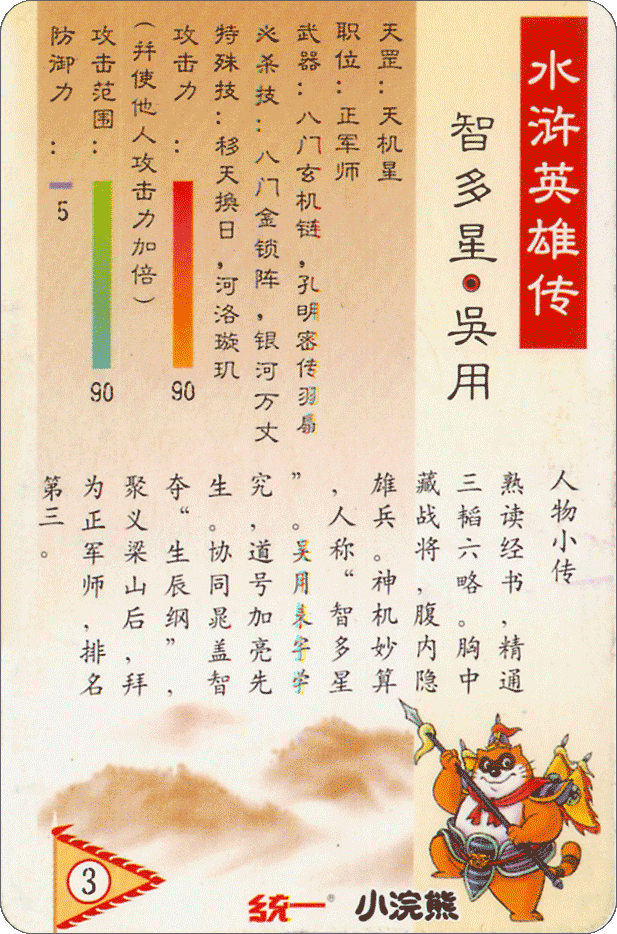 水浒英雄传
智多星·吳用
天罡：天机星
职位：正军师
武器：八门玄机链，孔明密传羽扇
必杀技：八门金锁阵，银河万丈
特殊技：移天换日，河洛璇玑
攻击力：
90
（并使他人攻击力加倍）
攻击范围：
90
防御力：
5
人物小传
熟读经书，精通
三韬六略。胸中
藏战将，腹内隐
雄兵。神机妙算
，人称“智多星
”。吴用表字学
究，道号加亮先
生。协同晁盖智
夺“生辰纲”，
聚义梁山后，拜
为正军师，排名
第三。
3
统一®
小浣熊